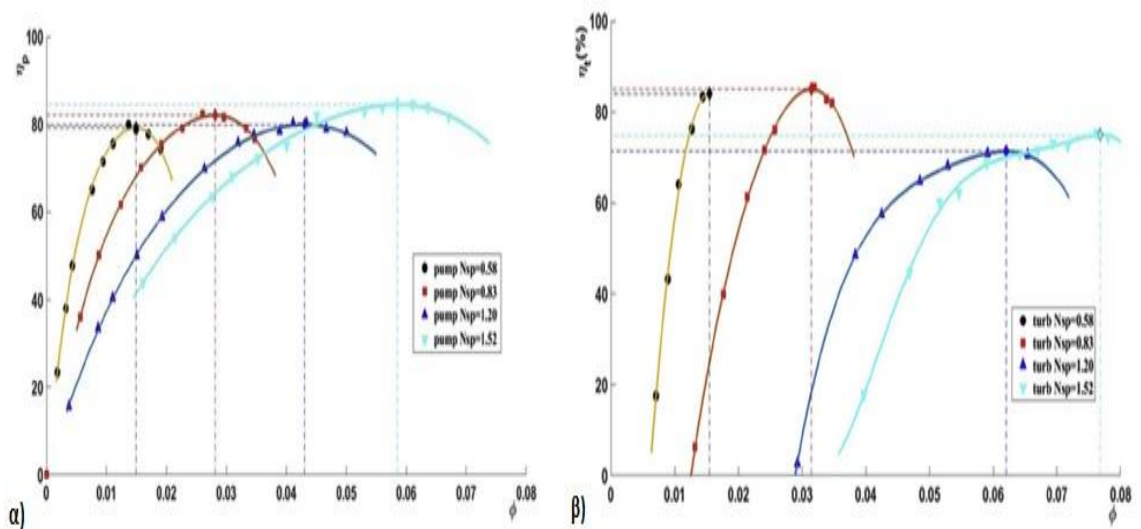 100
η_p
80
60
40
20
0
0 0.01 0.02 0.03 0.04 0.05 0.06 0.07 0.08
ϕ
pump Nsp=0.58
pump Nsp=0.83
pump Nsp=1.20
pump Nsp=1.52
α)
100
η_t(%)
80
60
40
20
0
0 0.01 0.02 0.03 0.04 0.05 0.06 0.07 0.08
ϕ
turb Nsp=0.58
turb Nsp=0.83
turb Nsp=1.20
turb Nsp=1.52
β)